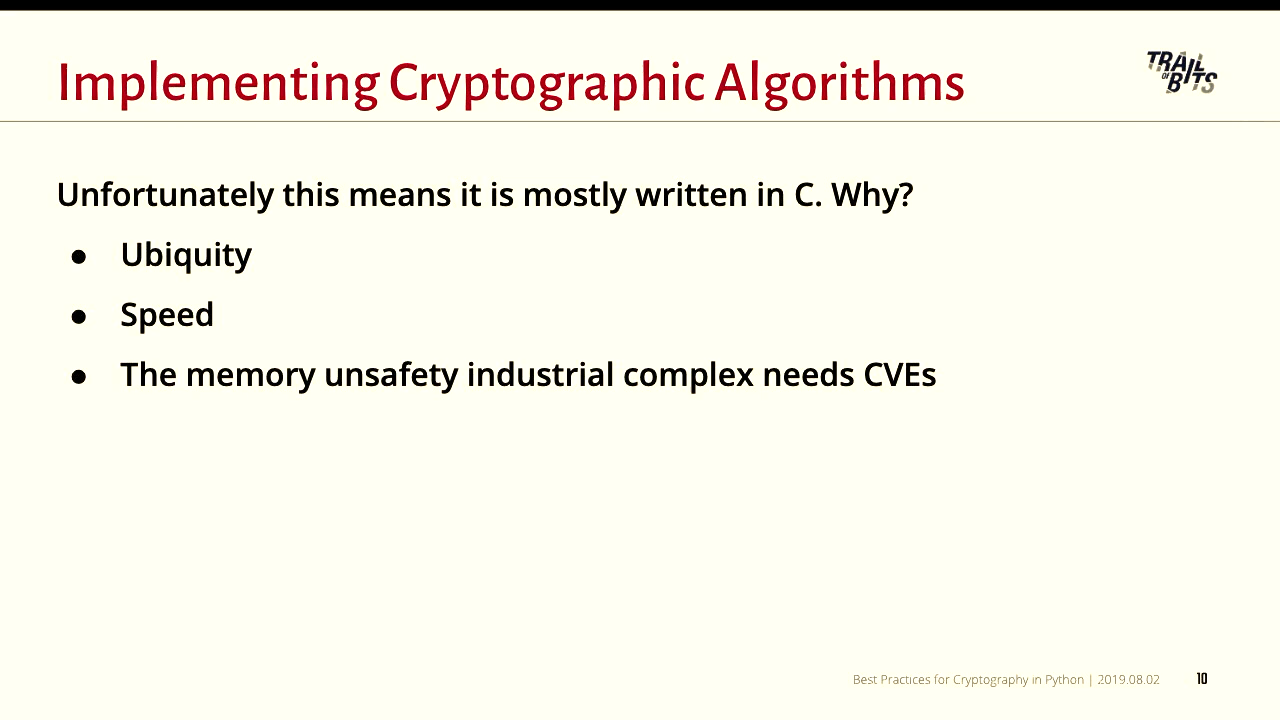 Implementing Cryptographic Algorithms
TRAIL
OF BITS
Unfortunately this means it is mostly written in C. Why?
● Ubiquity
● Speed
● The memory unsafety industrial complex needs CVEs
Best Practices for Cryptography in Python | 2019.08.02 10